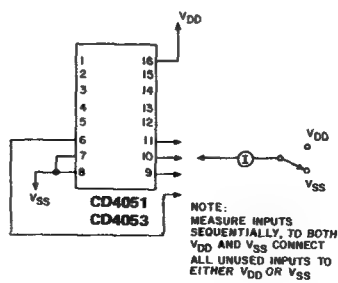 VDD
1 16
2 15
3 14
4 13
5 12
6 11
7 10
8 9
I
VDD
VSS
VSS
CD4051
CD4053
NOTE:
MEASURE INPUTS
SEQUENTIALLY, TO BOTH
VDD AND VSS CONNECT
ALL UNUSED INPUTS TO
EITHER VDD OR VSS